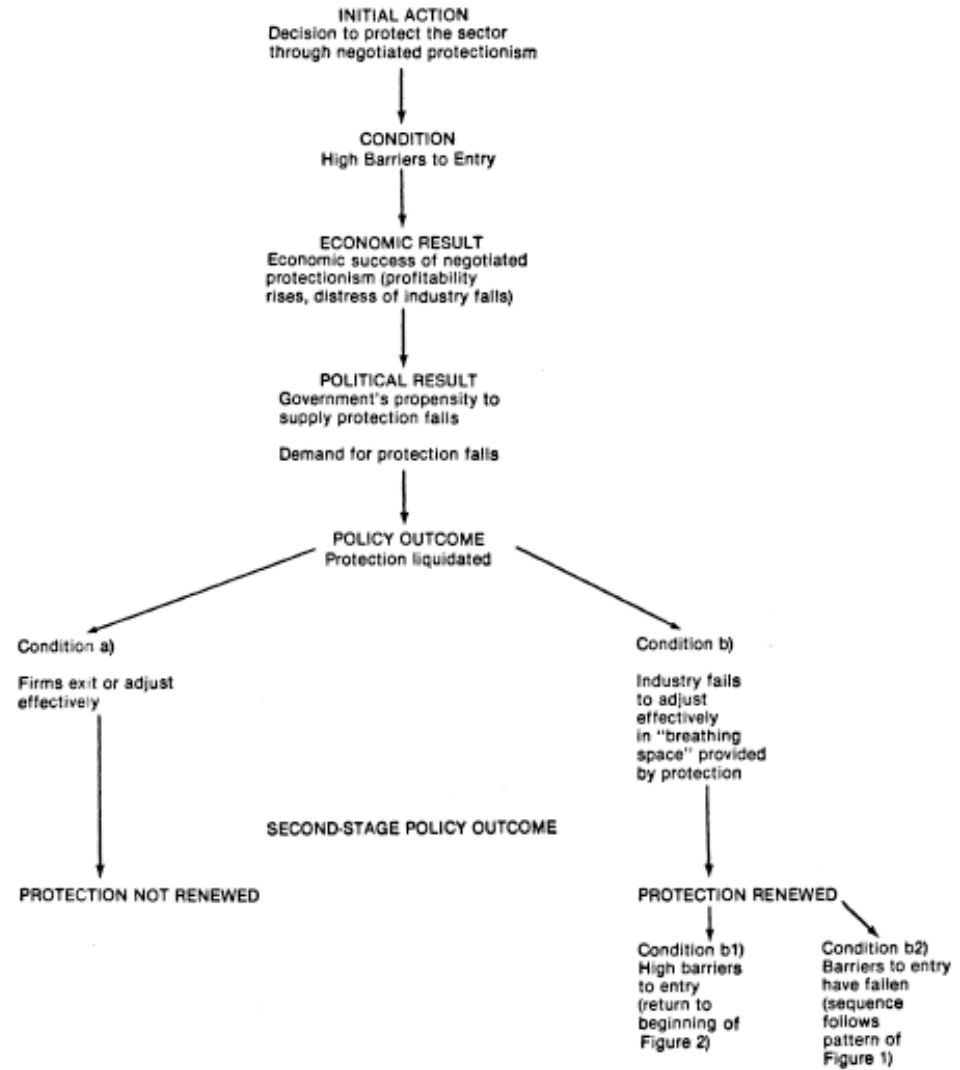 INITIAL ACTION
Decision to protect the sector
through negotiated protectionism
CONDITION
High Barriers to Entry
ECONOMIC RESULT
Economic success of negotiated
protectionism (profitability
rises, distress of industry falls)
POLITICAL RESULT
Government's propensity to
supply protection falls
Demand for protection falls
POLICY OUTCOME
Protection liquidated
Condition a)
Firms exit or adjust
effectively
Condition b)
Industry fails
to adjust
effectively
in "breathing
space" provided
by protection
SECOND-STAGE POLICY OUTCOME
PROTECTION NOT RENEWED
PROTECTION RENEWED
Condition b1)
High barriers
to entry
(return to
beginning of
Figure 2)
Condition b2)
Barriers to entry
have fallen
(sequence
follows
pattern of
Figure 1)